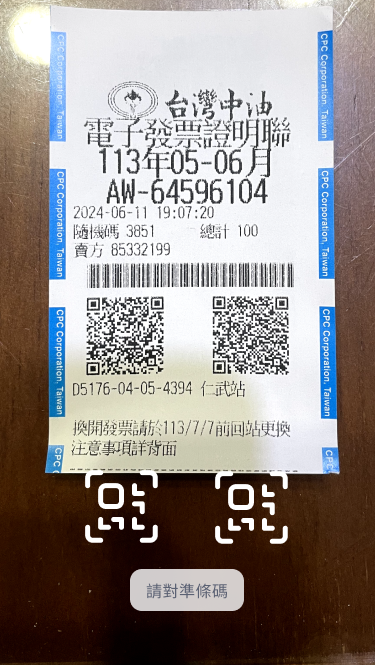 台灣中油
電子發票證明聯
113年05-06月
AW-64596104
2024-06-11 19:07:20
隨機碼 3851 總計 100
賣方 85332199
D5176-04-05-4394 仁武站
換開發票請於113/7/7前回站更換
注意事項詳背面
CPC Corporation, Taiwan
CPC Corporation, Taiwan
CPC Corporation, Taiwan
CPC Corporation, Taiwan
CPC Corporation, Taiwan
CPC Corporation, Taiwan
CPC C
CPC
請對準條碼